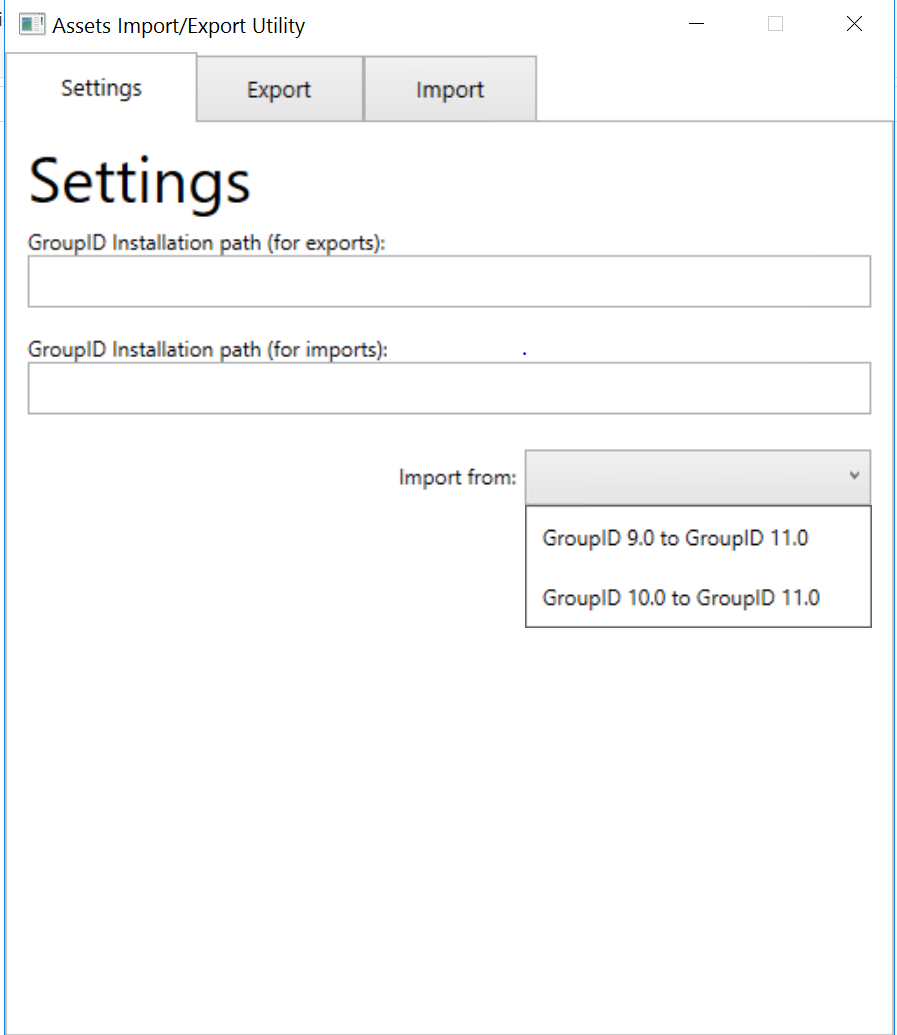 Assets Import/Export Utility
Settings Export Import
Settings
GroupID Installation path (for exports):
GroupID Installation path (for imports):
Import from:
GroupID 9.0 to GroupID 11.0
GroupID 10.0 to GroupID 11.0